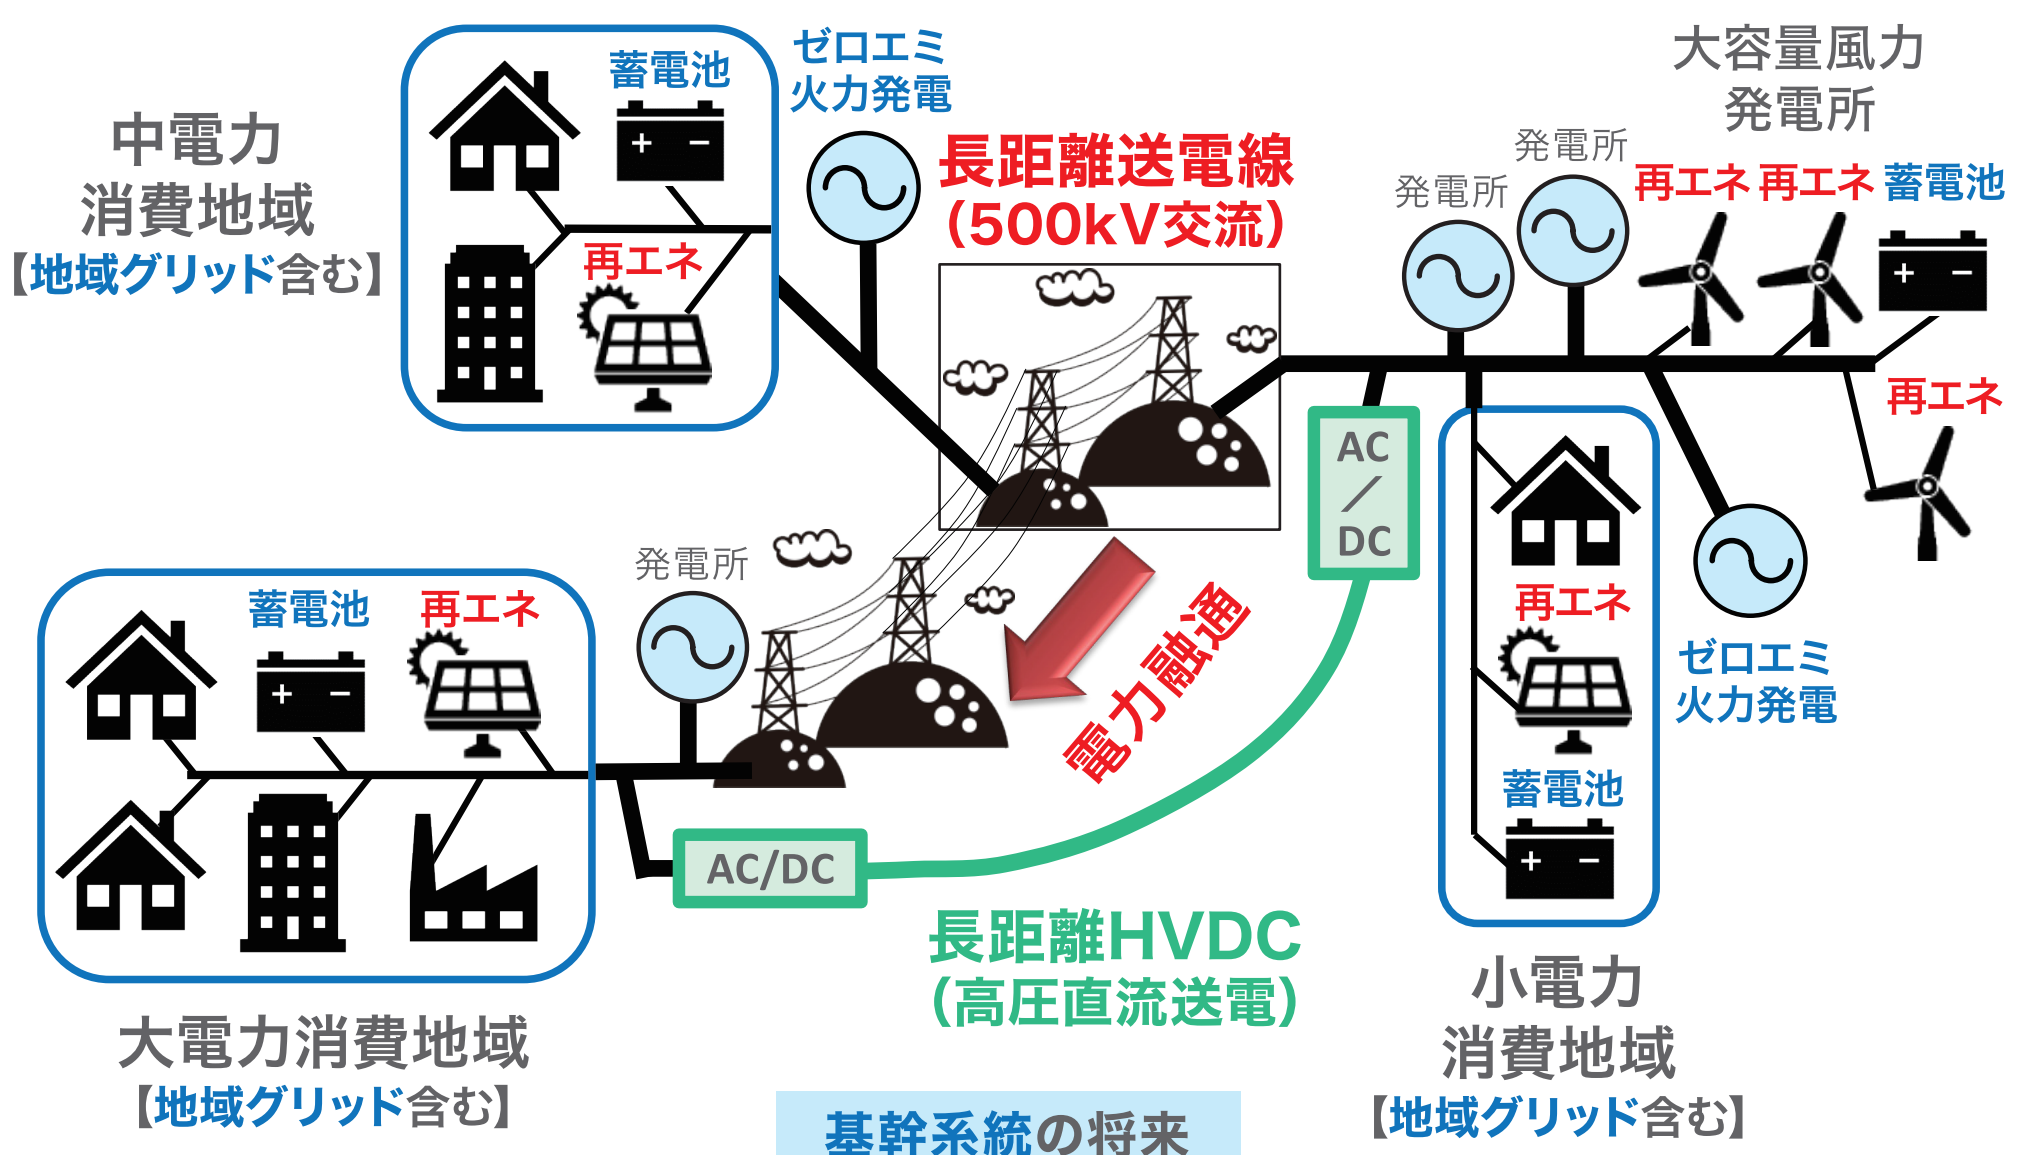 中電力
消費地域
【地域グリッド含む】
蓄電池
再エネ
ゼロエミ
火力発電
長距離送電線
(500kV交流)
大容量風力
発電所
発電所
発電所
再エネ
再エネ
蓄電池
再エネ
AC
／
DC
発電所
電力融通
蓄電池
再エネ
再エネ
蓄電池
ゼロエミ
火力発電
AC/DC
長距離HVDC
(高圧直流送電)
大電力消費地域
【地域グリッド含む】
小電力
消費地域
【地域グリッド含む】
基幹系統の将来